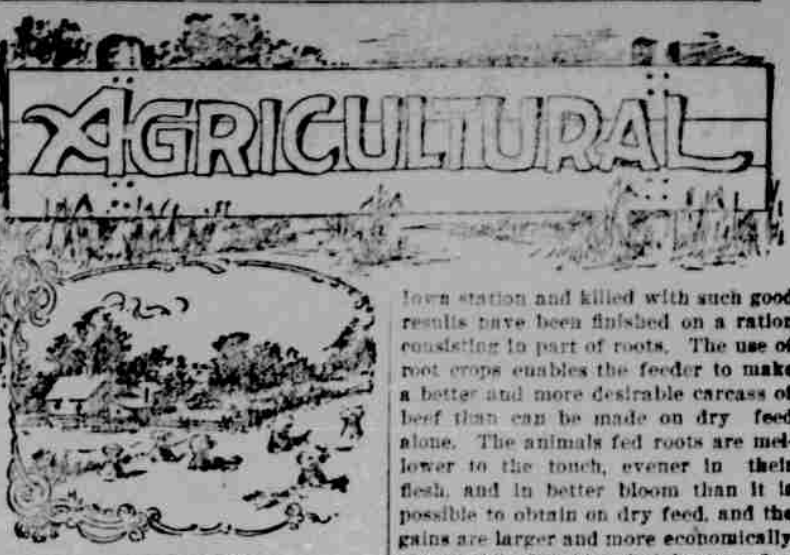 AGRICULTURAL
Iowa station and killed with such good
results have been finished on a ration
consisting in part of roots. The use of
root crops enables the feeder to make
a better and more desirable carcass of
beef than can be made on dry feed
alone. The animals fed roots are mel-
lower to the touch, evener in their
flesh, and in better bloom than it is
possible to obtain on dry feed, and the
gains are larger and more economically